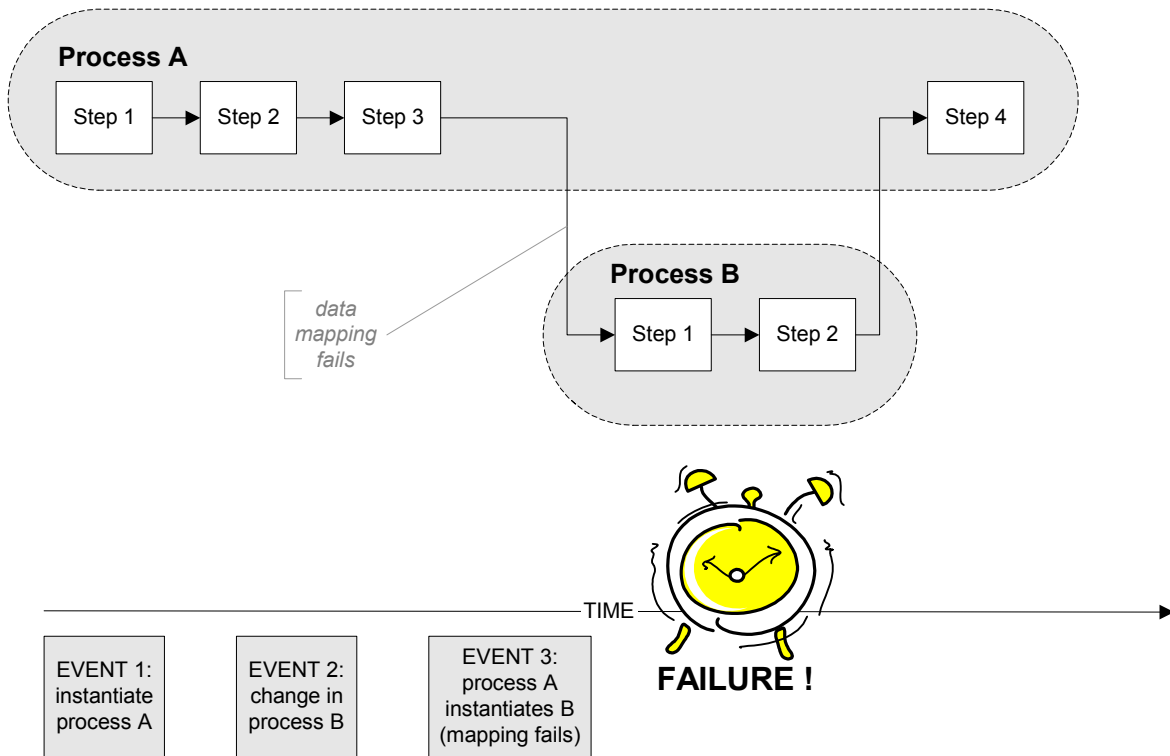 Process A
Step 1
Step 2
Step 3
Step 4
Process B
Step 1
Step 2
data
mapping
fails
TIME
EVENT 1:
instantiate
process A
EVENT 2:
change in
process B
EVENT 3:
process A
instantiates B
(mapping fails)
FAILURE !